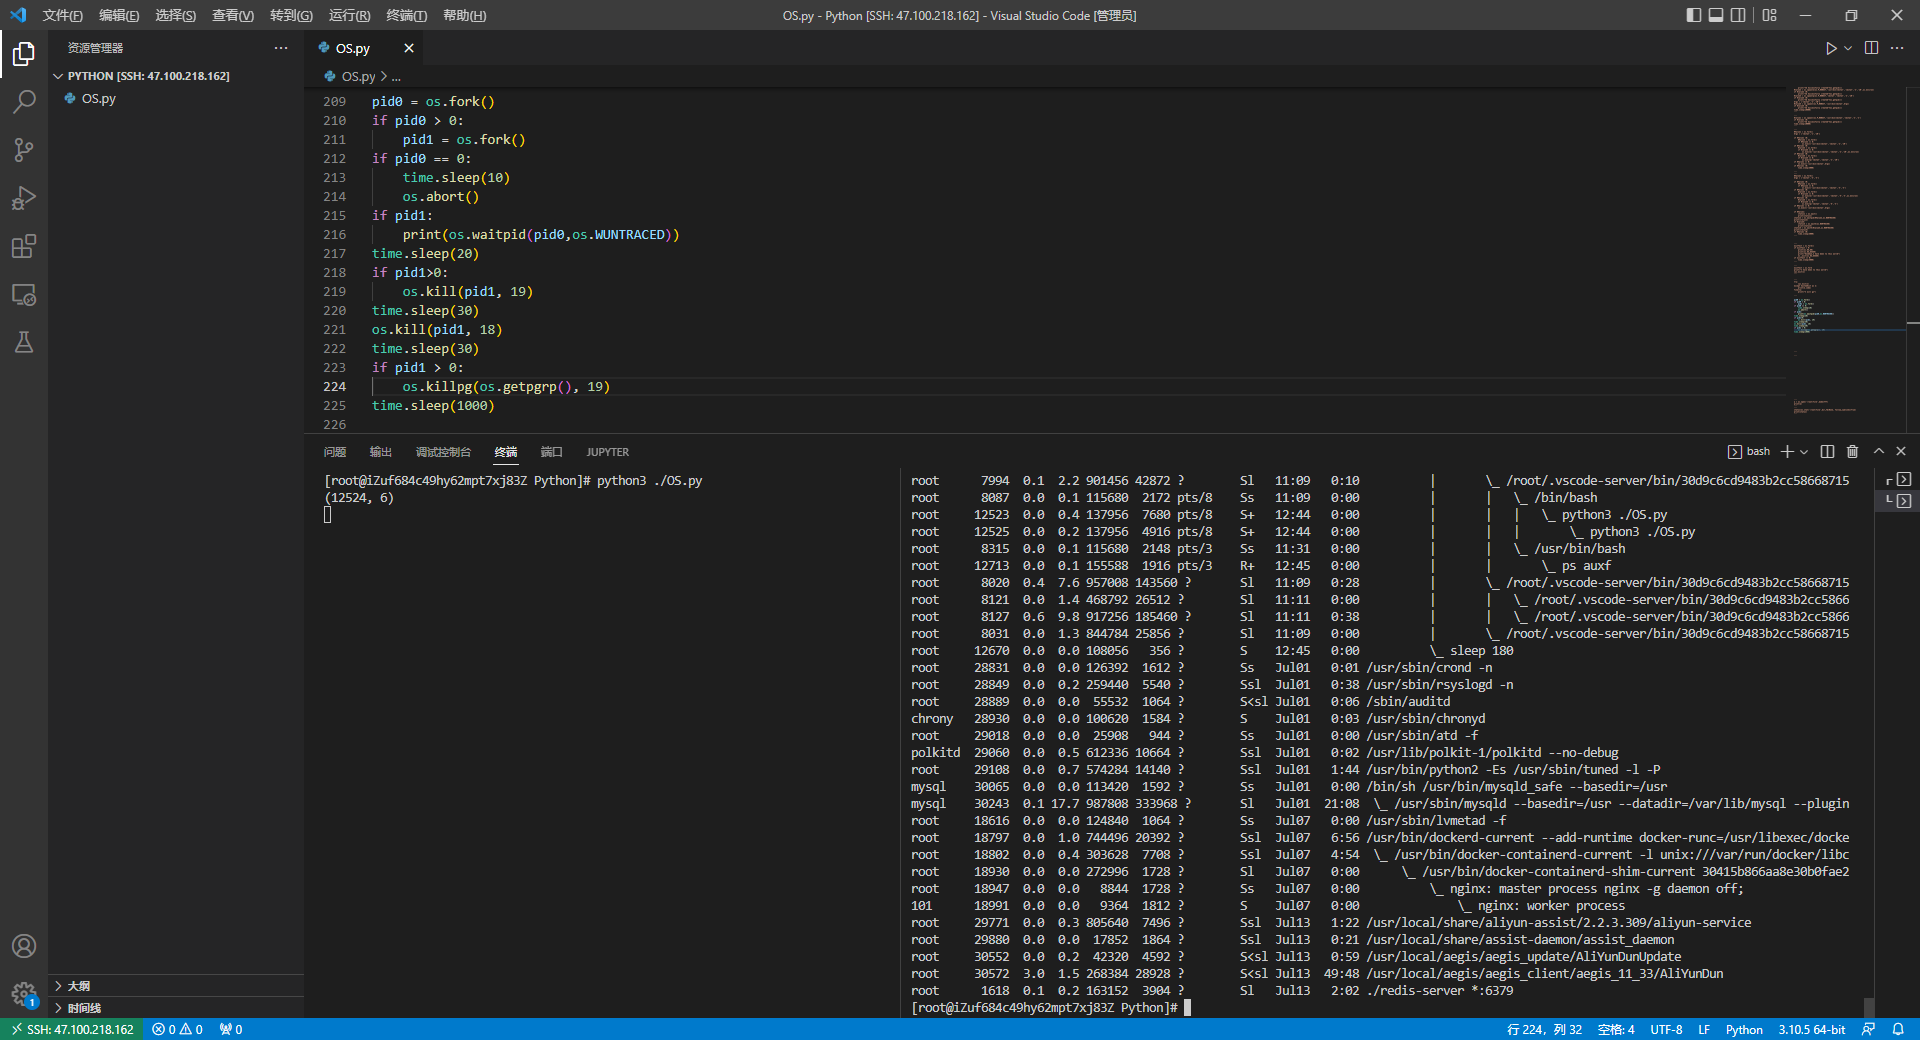 文件(F) 编辑(E) 选择(S) 查看(V) 转到(G) 运行(R) 终端(T) 帮助(H) OS.py - Python [SSH: 47.100.218.162] - Visual Studio Code [管理员]
资源管理器
PYTHON [SSH: 47.100.218.162]
OS.py
OS.py
OS.py > ...
209 pid0 = os.fork()
210 if pid0 > 0:
211     pid1 = os.fork()
212 if pid0 == 0:
213     time.sleep(10)
214     os.abort()
215 if pid1:
216     print(os.waitpid(pid0,os.WUNTRACED))
217 time.sleep(20)
218 if pid1>0:
219     os.kill(pid1, 19)
220 time.sleep(30)
221 os.kill(pid1, 18)
222 time.sleep(30)
223 if pid1 > 0:
224     os.killpg(os.getpgrp(), 19)
225 time.sleep(1000)
226
问题 输出 调试控制台 终端 端口 JUPYTER bash
[root@iZuf684c49hy62mpt7xj83Z Python]# python3 ./OS.py
(12524, 6)
root 7994 0.1 2.2 901456 42872 ? Sl 11:09 0:10 | \_ /root/.vscode-server/bin/30d9c6cd9483b2cc58668715
root 8087 0.0 0.1 115680 2172 pts/8 Ss 11:09 0:00 | | \_ /bin/bash
root 12523 0.0 0.4 137956 7680 pts/8 S+ 12:44 0:00 | | | \_ python3 ./OS.py
root 12525 0.0 0.2 137956 4916 pts/8 S+ 12:44 0:00 | | | \_ python3 ./OS.py
root 8315 0.0 0.1 115680 2148 pts/3 Ss 11:31 0:00 | | \_ /usr/bin/bash
root 12713 0.0 0.1 155588 1916 pts/3 R+ 12:45 0:00 | | \_ ps auxf
root 8020 0.4 7.6 957008 143560 ? Sl 11:09 0:28 | \_ /root/.vscode-server/bin/30d9c6cd9483b2cc58668715
root 8121 0.0 1.4 468792 26512 ? Sl 11:11 0:00 | | \_ /root/.vscode-server/bin/30d9c6cd9483b2cc5866
root 8127 0.6 9.8 917256 185460 ? Sl 11:11 0:38 | | \_ /root/.vscode-server/bin/30d9c6cd9483b2cc5866
root 8031 0.0 1.3 844784 25856 ? Sl 11:09 0:00 | \_ /root/.vscode-server/bin/30d9c6cd9483b2cc58668715
root 12670 0.0 0.0 108056 356 ? S 12:45 0:00 \_ sleep 180
root 28831 0.0 0.0 126392 1612 ? Ss Jul01 0:01 /usr/sbin/crond -n
root 28849 0.0 0.2 259440 5540 ? Ssl Jul01 0:38 /usr/sbin/rsyslogd -n
root 28889 0.0 0.0 55532 1064 ? S<sl Jul01 0:06 /sbin/auditd
chrony 28930 0.0 0.0 100620 1584 ? S Jul01 0:03 /usr/sbin/chronyd
root 29018 0.0 0.0 25908 944 ? Ss Jul01 0:00 /usr/sbin/atd -f
polkitd 29060 0.0 0.5 612336 10664 ? Ssl Jul01 0:02 /usr/lib/polkit-1/polkitd --no-debug
root 29108 0.0 0.7 574284 14140 ? Ssl Jul01 1:44 /usr/bin/python2 -Es /usr/sbin/tuned -l -P
mysql 30065 0.0 0.0 113420 1592 ? Ss Jul01 0:00 /bin/sh /usr/bin/mysqld_safe --basedir=/usr
mysql 30243 0.1 17.7 987808 333968 ? Sl Jul01 21:08 \_ /usr/sbin/mysqld --basedir=/usr --datadir=/var/lib/mysql --plugin
root 18616 0.0 0.0 124840 1064 ? Ss Jul07 0:00 /usr/sbin/lvmetad -f
root 18797 0.0 1.0 744496 20392 ? Ssl Jul07 6:56 /usr/bin/dockerd-current --add-runtime docker-runc=/usr/libexec/docke
root 18802 0.0 0.4 303628 7708 ? Ssl Jul07 4:54 \_ /usr/bin/docker-containerd-current -l unix:///var/run/docker/libc
root 18930 0.0 0.0 272996 1728 ? Sl Jul07 0:00 \_ /usr/bin/docker-containerd-shim-current 30415b866aa8e30b0fae2
root 18947 0.0 0.0 8844 1728 ? Ss Jul07 0:00 \_ nginx: master process nginx -g daemon off;
101 18991 0.0 0.0 9364 1812 ? S Jul07 0:00 \_ nginx: worker process
root 29771 0.0 0.3 805640 7496 ? Ssl Jul13 1:22 /usr/local/share/aliyun-assist/2.2.3.309/aliyun-service
root 29880 0.0 0.0 17852 1864 ? Ssl Jul13 0:21 /usr/local/share/assist-daemon/assist_daemon
root 30552 0.0 0.2 42320 4592 ? S<sl Jul13 0:59 /usr/local/aegis/aegis_update/AliYunDunUpdate
root 30572 3.0 1.5 268384 28928 ? S<sl Jul13 49:48 /usr/local/aegis/aegis_client/aegis_11_33/AliYunDun
root 1618 0.1 0.2 163152 3904 ? Sl Jul13 2:02 ./redis-server *:6379
[root@iZuf684c49hy62mpt7xj83Z Python]#
大纲
时间线
1
SSH: 47.100.218.162 0 0 0 行 224，列 32 空格: 4 UTF-8 LF Python 3.10.5 64-bit